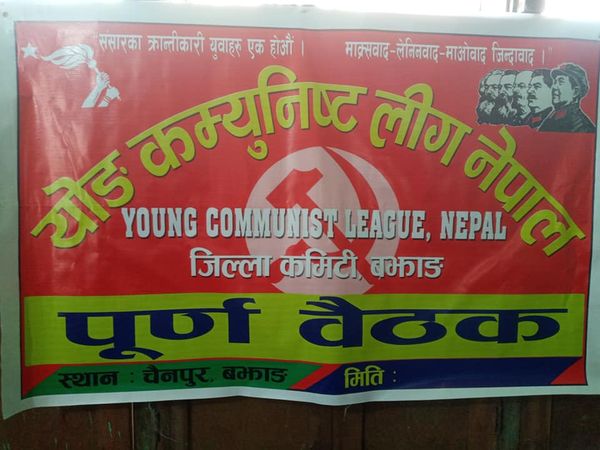 "संसारका क्रान्तिकारी युवाहरु एक होऔं ।
माक्सवाद-लेनिनवाद-माओवाद जिन्दावाद ।"
योङ कम्युनिष्ट लीग नेपाल
YOUNG COMMUNIST LEAGUE, NEPAL
जिल्ला कमिटी, बझाङ
पूर्ण वैठक
स्थान : चैनपुर, बझाङ
मिति :